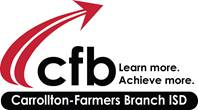 cfb
Learn more.
Achieve more.
Carrollton-Farmers Branch ISD